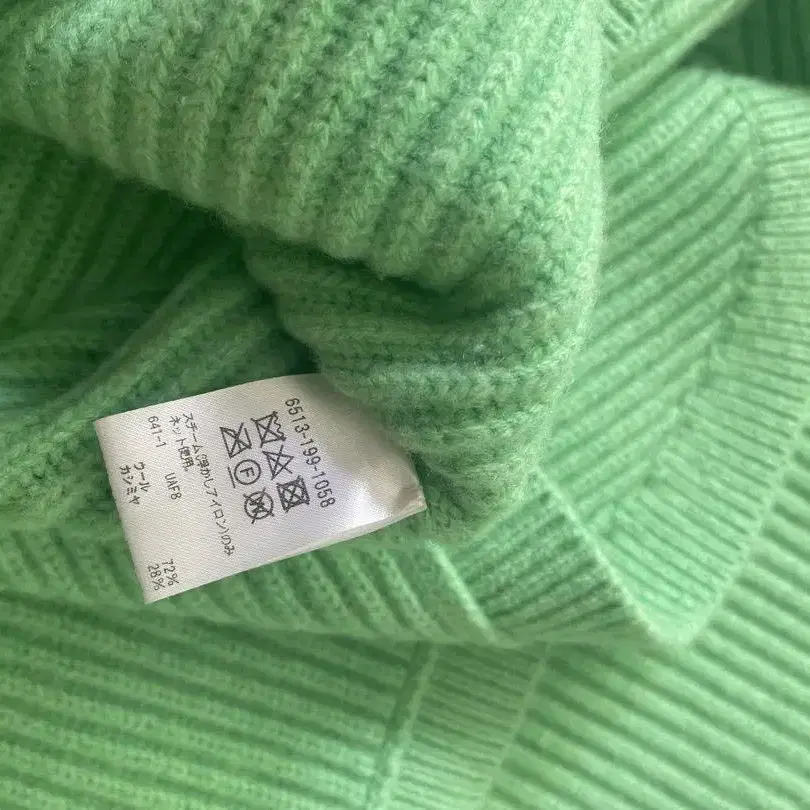 6513-199-1058
F
スチーム(浮かしアイロン)のみ
ネット使用。
641-1 UAF8
ウール 72%
カシミヤ 28%